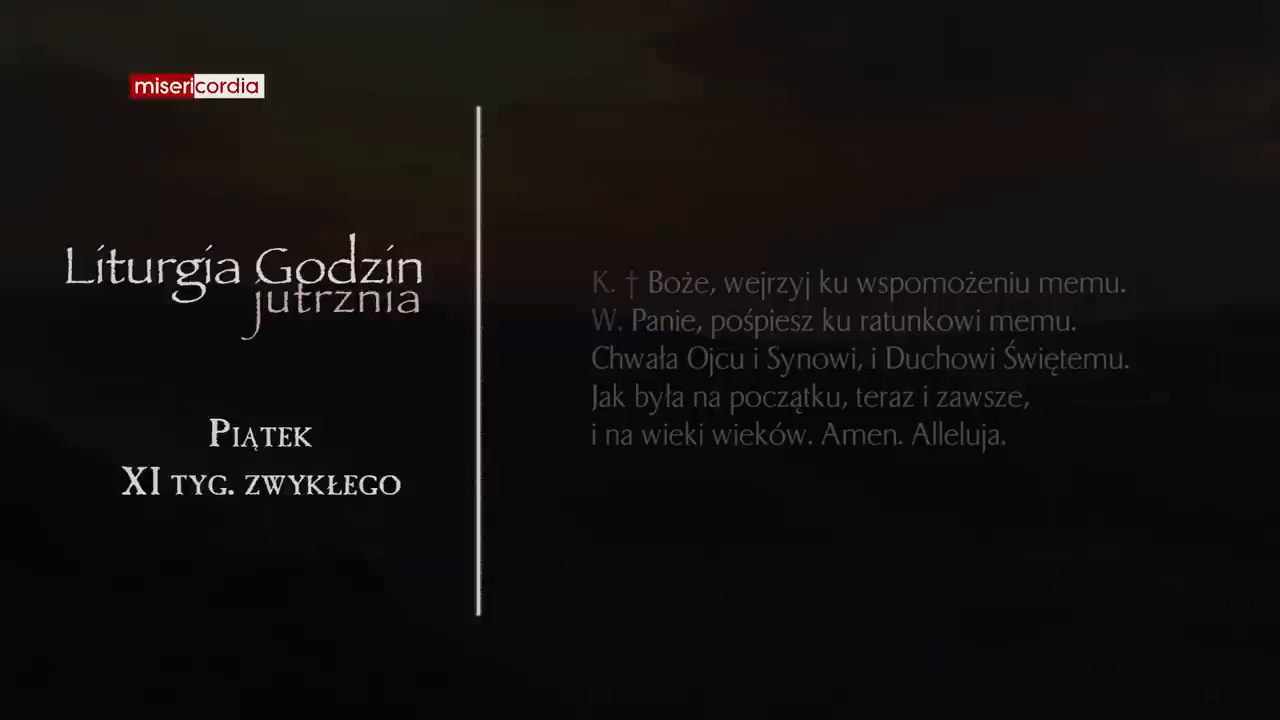 misericordia
Liturgia Godzin
jutrznia
Piątek
XI tyg. zwykłego
K. † Boże, wejrzyj ku wspomożeniu memu.
W. Panie, pośpiesz ku ratunkowi memu.
Chwała Ojcu i Synowi, i Duchowi Świętemu.
Jak była na początku, teraz i zawsze,
i na wieki wieków. Amen. Alleluja.